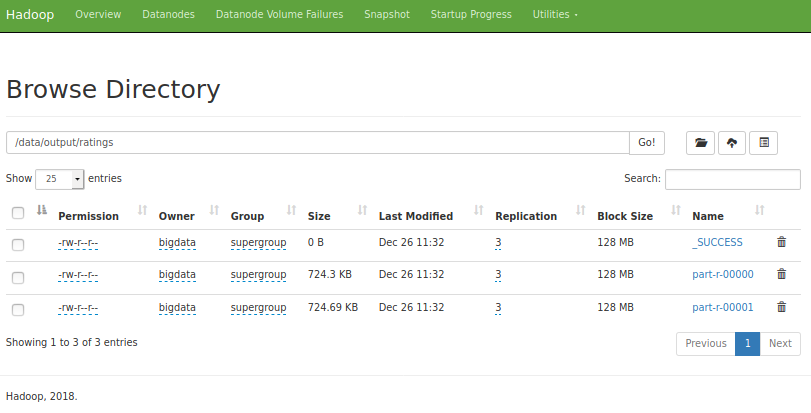 Hadoop Overview Datanodes Datanode Volume Failures Snapshot Startup Progress Utilities
Browse Directory
/data/output/ratings Go!
Show 25 entries Search:
Permission Owner Group Size Last Modified Replication Block Size Name
-rw-r--r-- bigdata supergroup 0 B Dec 26 11:32 3 128 MB _SUCCESS
-rw-r--r-- bigdata supergroup 724.3 KB Dec 26 11:32 3 128 MB part-r-00000
-rw-r--r-- bigdata supergroup 724.69 KB Dec 26 11:32 3 128 MB part-r-00001
Showing 1 to 3 of 3 entries Previous 1 Next
Hadoop, 2018.